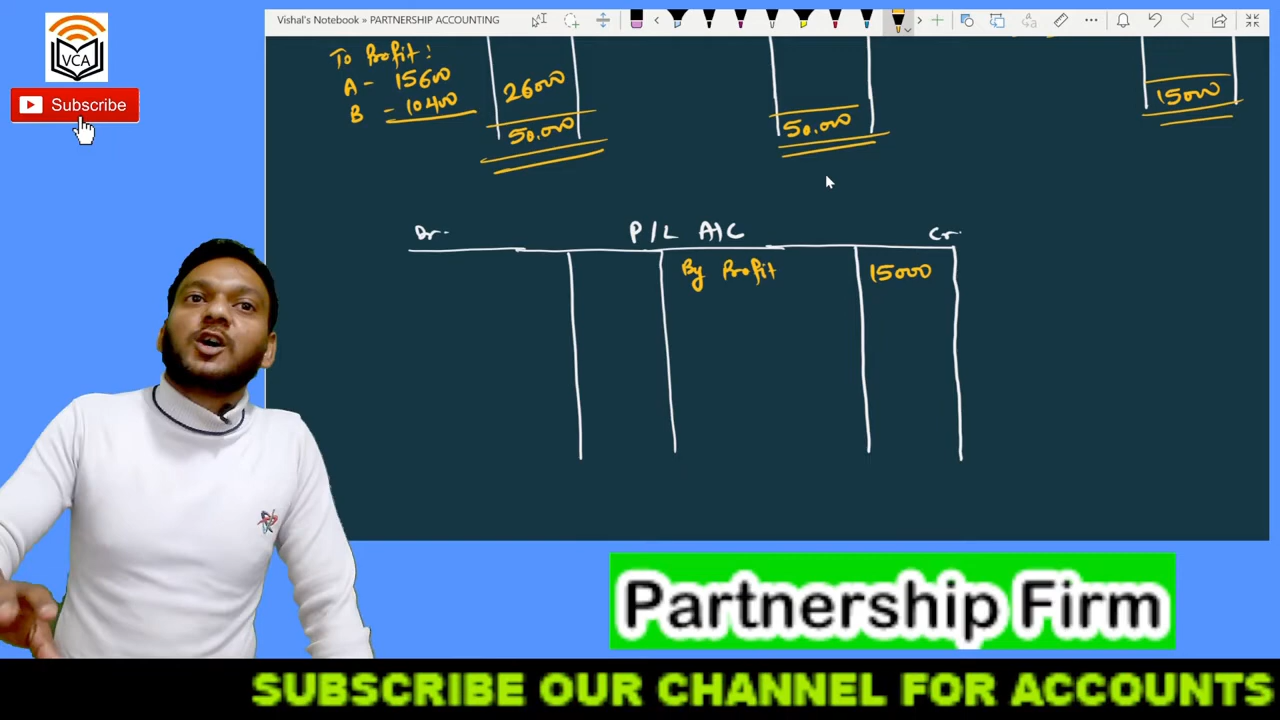 Vishal's Notebook » PARTNERSHIP ACCOUNTING
VCA
Subscribe
To Profit :
A - 15600
B - 10400
26000
50,000
50,000
15000
Dr.
P/L A/C
Cr.
By Profit
15000
Partnership Firm
SUBSCRIBE OUR CHANNEL FOR ACCOUNTS